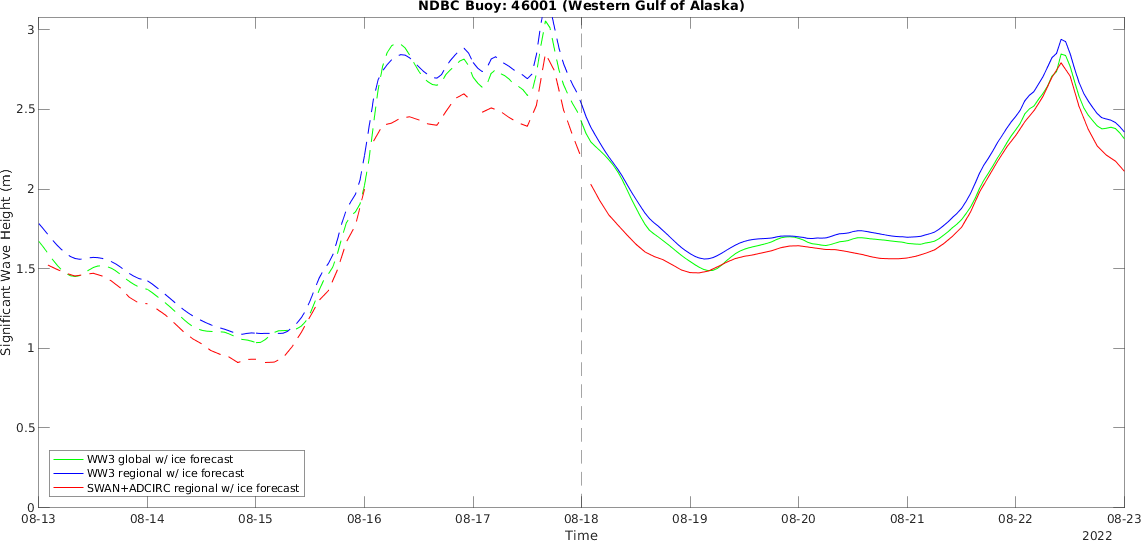 NDBC Buoy: 46001 (Western Gulf of Alaska)
Significant Wave Height (m)
3
2.5
2
1.5
1
0.5
0
WW3 global w/ ice forecast
WW3 regional w/ ice forecast
SWAN+ADCIRC regional w/ ice forecast
08-13 08-14 08-15 08-16 08-17 08-18 08-19 08-20 08-21 08-22 08-23
Time
2022